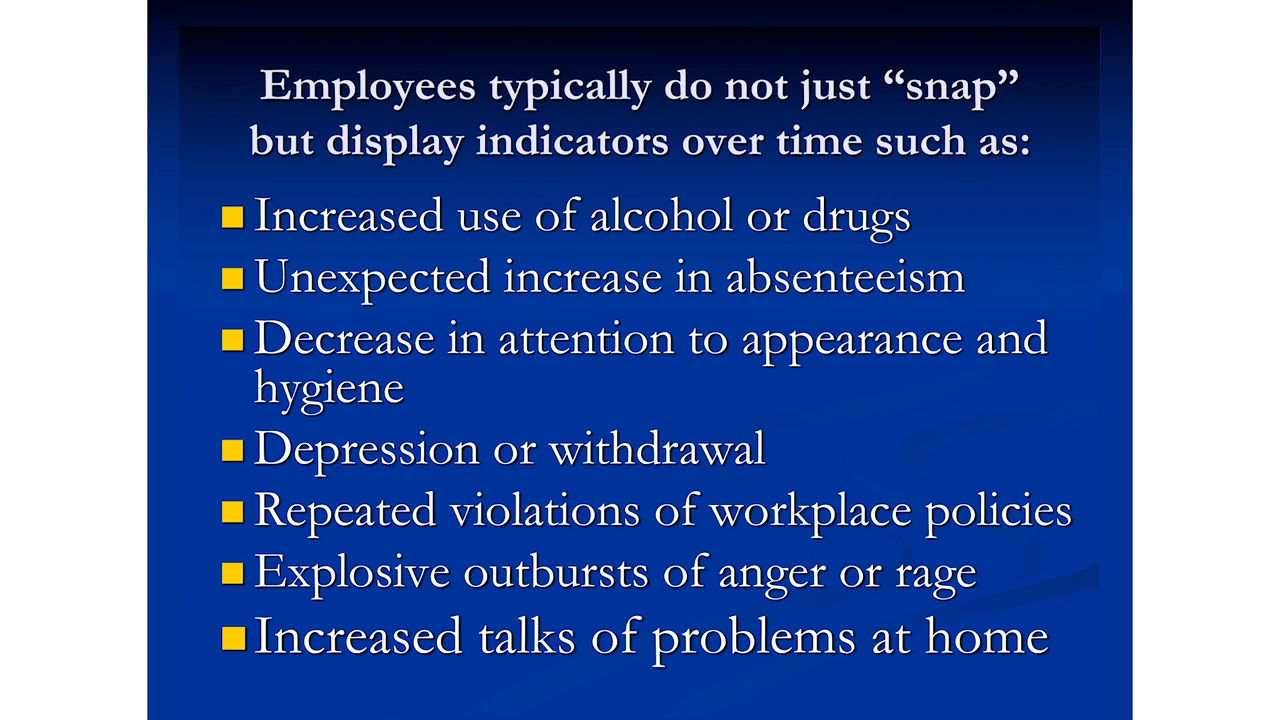 Employees typically do not just “snap”
but display indicators over time such as:
Increased use of alcohol or drugs
Unexpected increase in absenteeism
Decrease in attention to appearance and
hygiene
Depression or withdrawal
Repeated violations of workplace policies
Explosive outbursts of anger or rage
Increased talks of problems at home